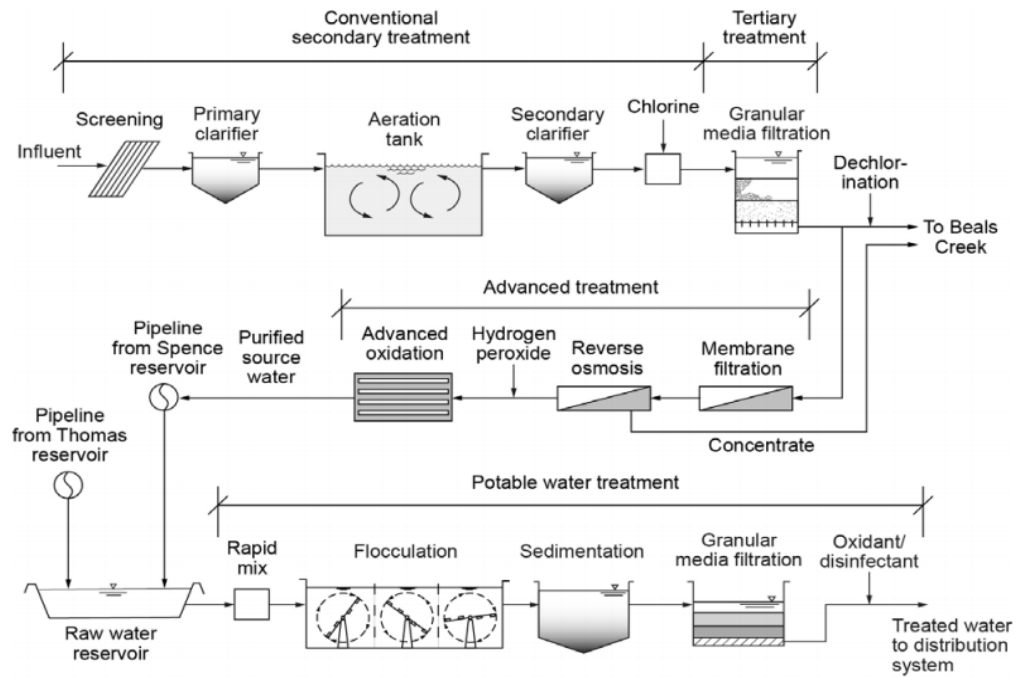 Conventional
secondary treatment
Tertiary
treatment
Influent
Screening
Primary
clarifier
Aeration
tank
Secondary
clarifier
Chlorine
Granular
media filtration
Dechlor-
ination
To Beals
Creek
Advanced treatment
Pipeline
from Spence
reservoir
Purified
source
water
Advanced
oxidation
Hydrogen
peroxide
Reverse
osmosis
Membrane
filtration
Concentrate
Pipeline
from Thomas
reservoir
Potable water treatment
Raw water
reservoir
Rapid
mix
Flocculation
Sedimentation
Granular
media filtration
Oxidant/
disinfectant
Treated water
to distribution
system